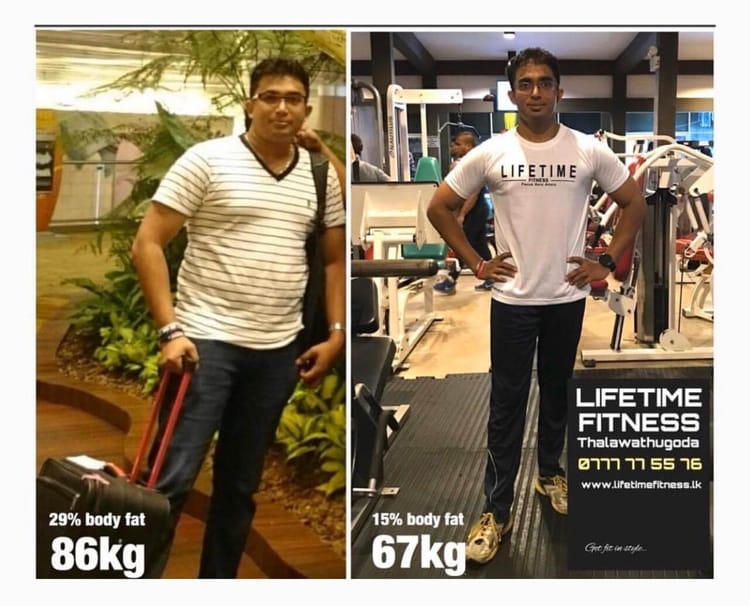 29% body fat
86kg
LIFETIME
FITNESS
15% body fat
67kg
LIFETIME
FITNESS
Thalawathugoda
0777 77 55 76
www.lifetimefitness.lk
Get fit in style...